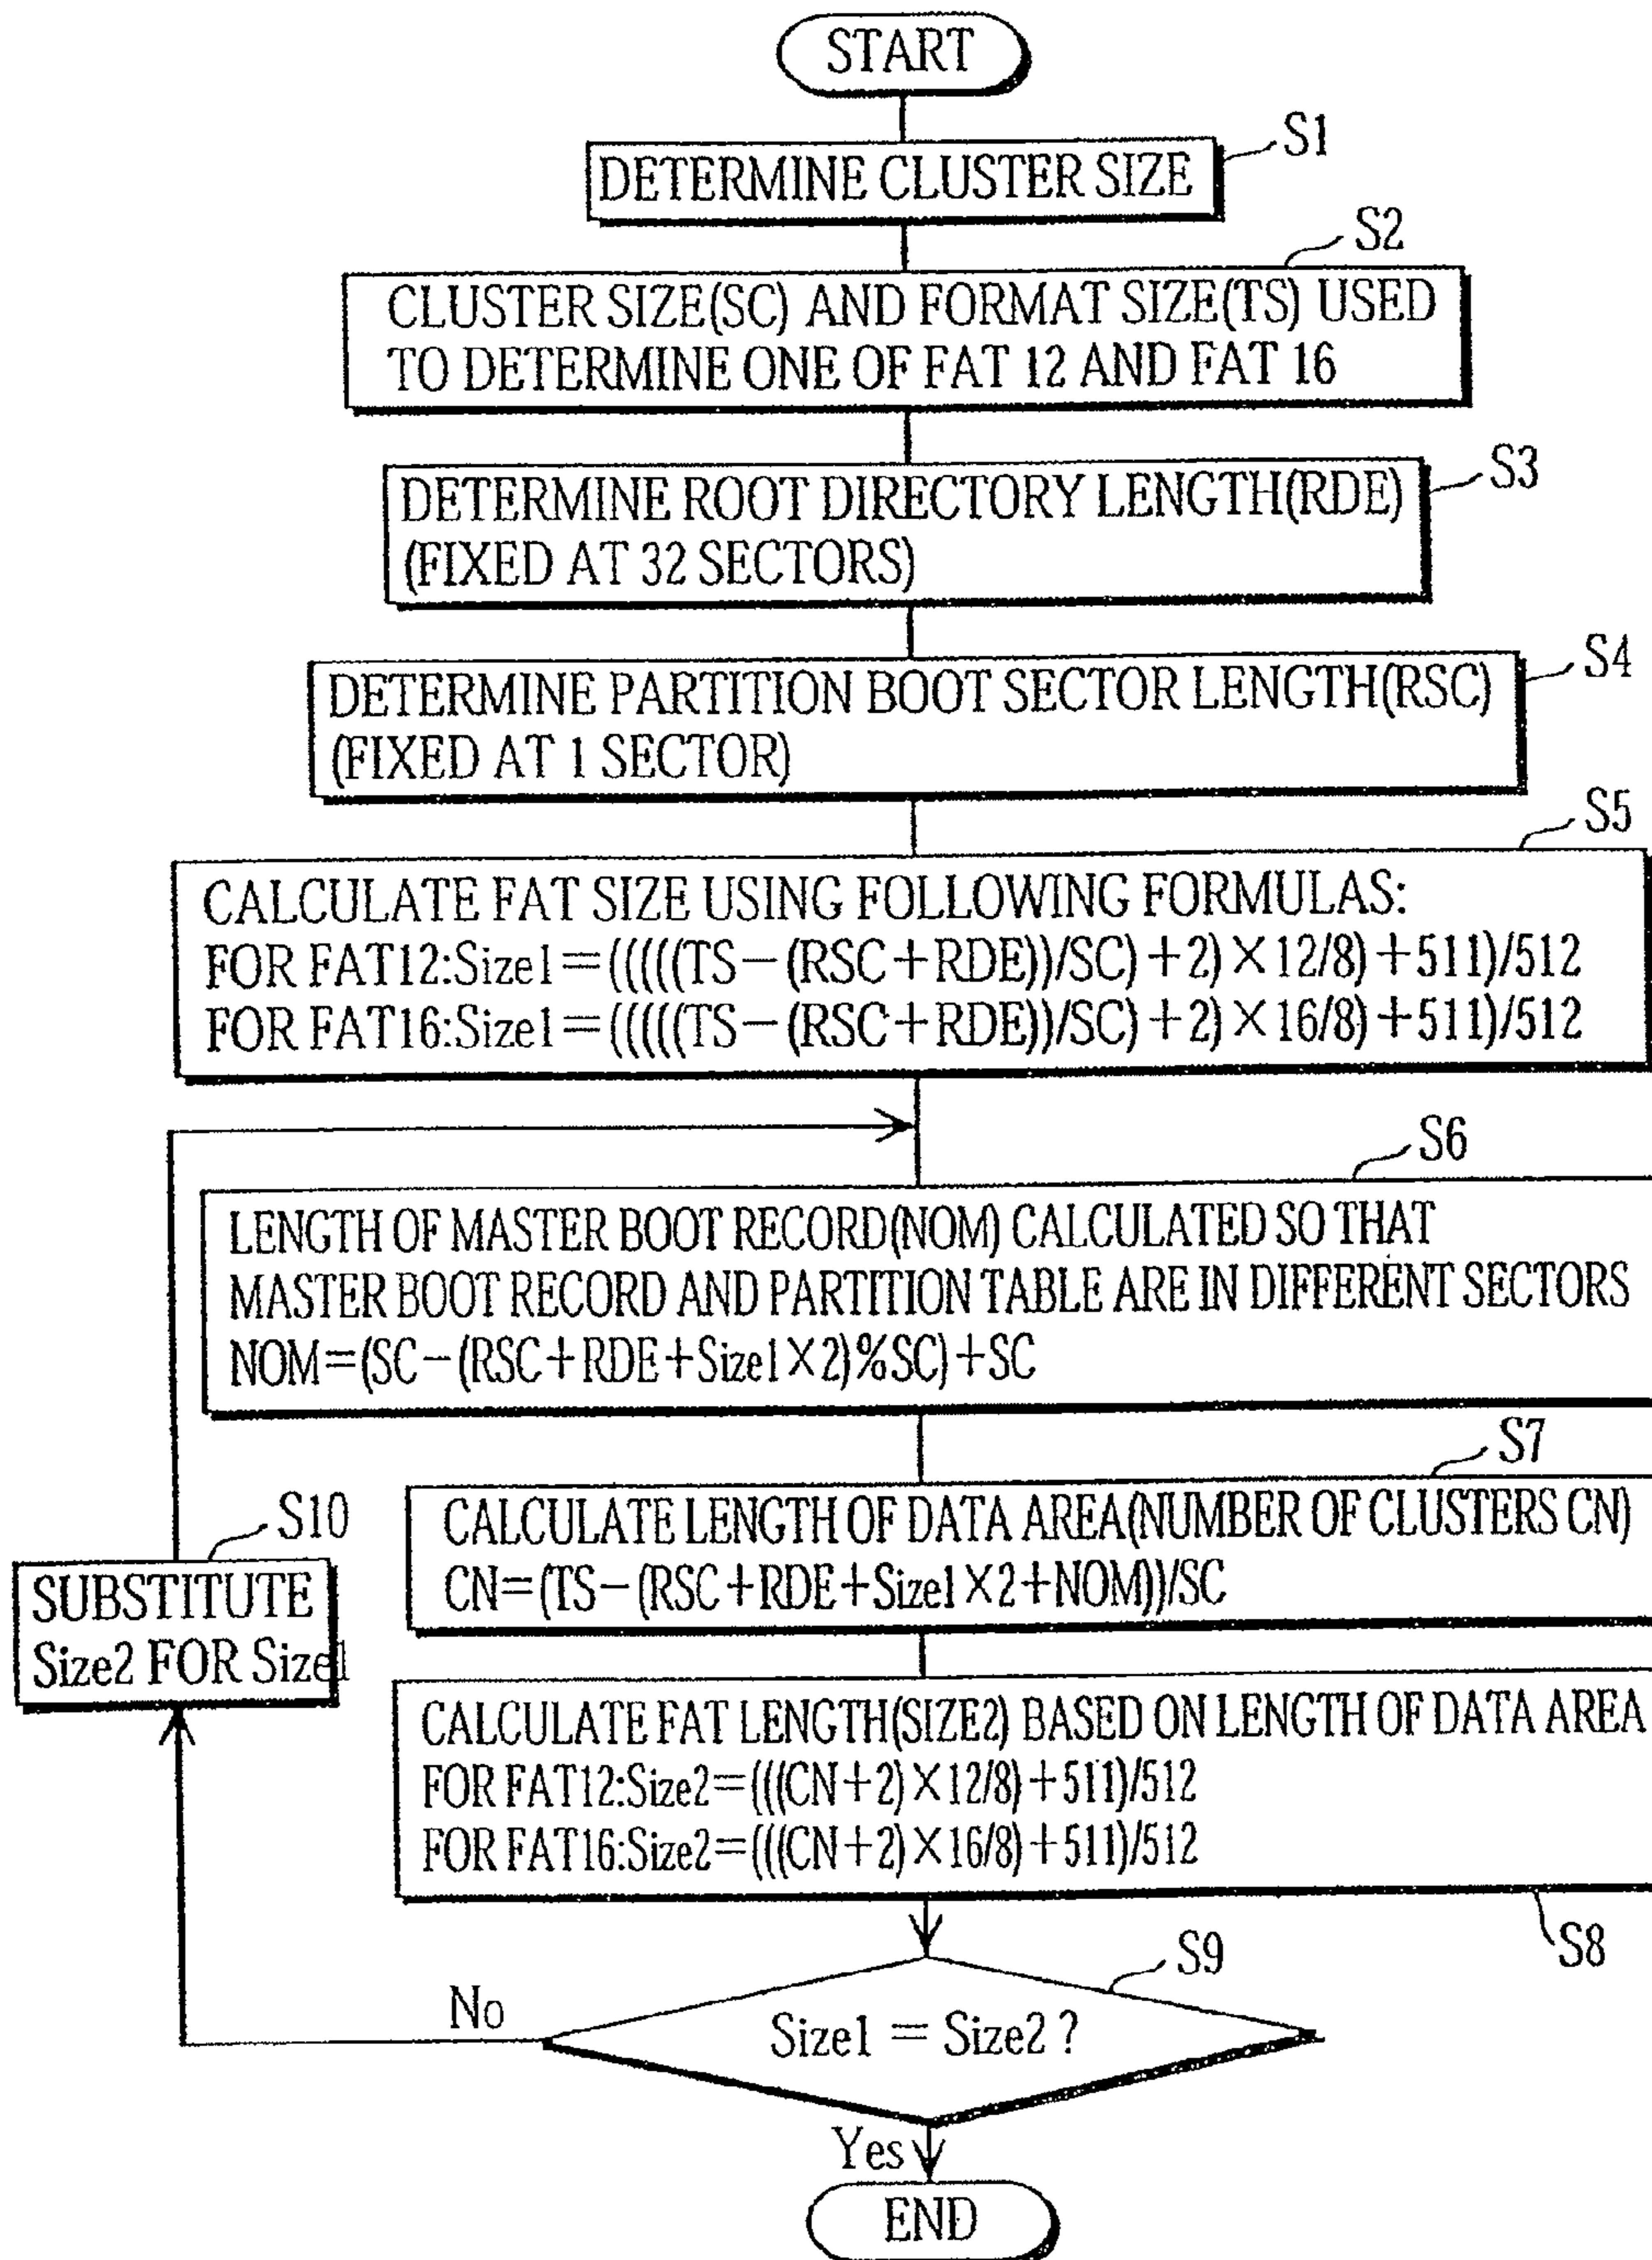 START
S1
DETERMINE CLUSTER SIZE
S2
CLUSTER SIZE(SC) AND FORMAT SIZE(TS) USED
TO DETERMINE ONE OF FAT 12 AND FAT 16
S3
DETERMINE ROOT DIRECTORY LENGTH(RDE)
(FIXED AT 32 SECTORS)
S4
DETERMINE PARTITION BOOT SECTOR LENGTH(RSC)
(FIXED AT 1 SECTOR)
S5
CALCULATE FAT SIZE USING FOLLOWING FORMULAS:
FOR FAT12:Size1=(((((TS-(RSC+RDE))/SC)+2)×12/8)+511)/512
FOR FAT16:Size1=(((((TS-(RSC+RDE))/SC)+2)×16/8)+511)/512
S6
LENGTH OF MASTER BOOT RECORD(NOM) CALCULATED SO THAT
MASTER BOOT RECORD AND PARTITION TABLE ARE IN DIFFERENT SECTORS
NOM=(SC-(RSC+RDE+Size1×2)%SC)+SC
S7
CALCULATE LENGTH OF DATA AREA(NUMBER OF CLUSTERS CN)
CN=(TS-(RSC+RDE+Size1×2+NOM))/SC
S10
SUBSTITUTE
Size2 FOR Size1
CALCULATE FAT LENGTH(SIZE2) BASED ON LENGTH OF DATA AREA
FOR FAT12:Size2=(((CN+2)×12/8)+511)/512
FOR FAT16:Size2=(((CN+2)×16/8)+511)/512
S8
S9
No
Size1 = Size2 ?
Yes
END